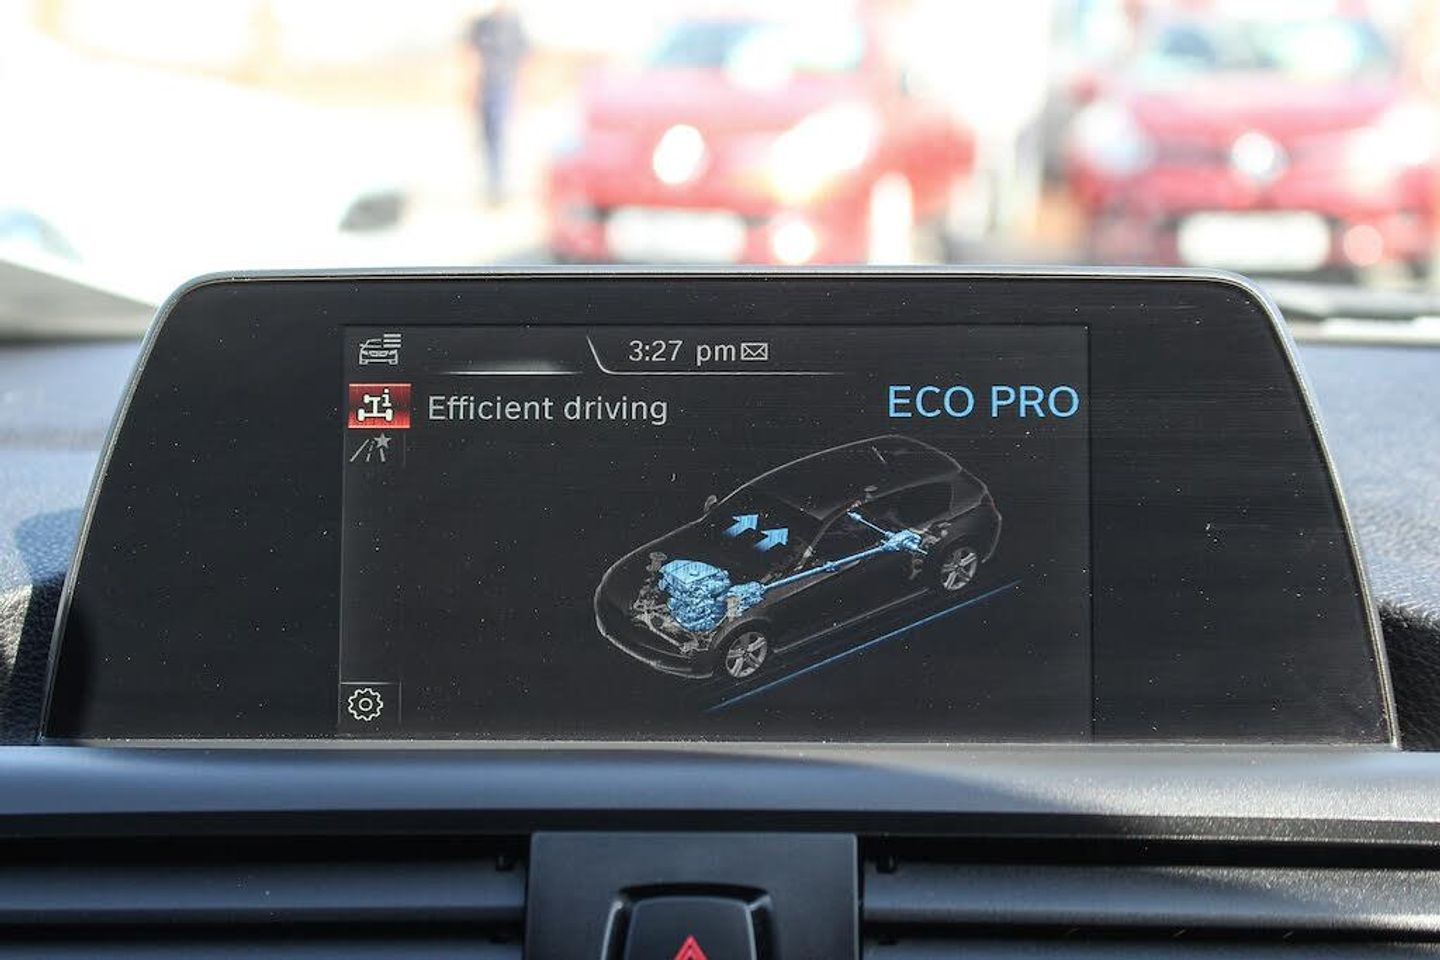 3:27 pm
Efficient driving
ECO PRO